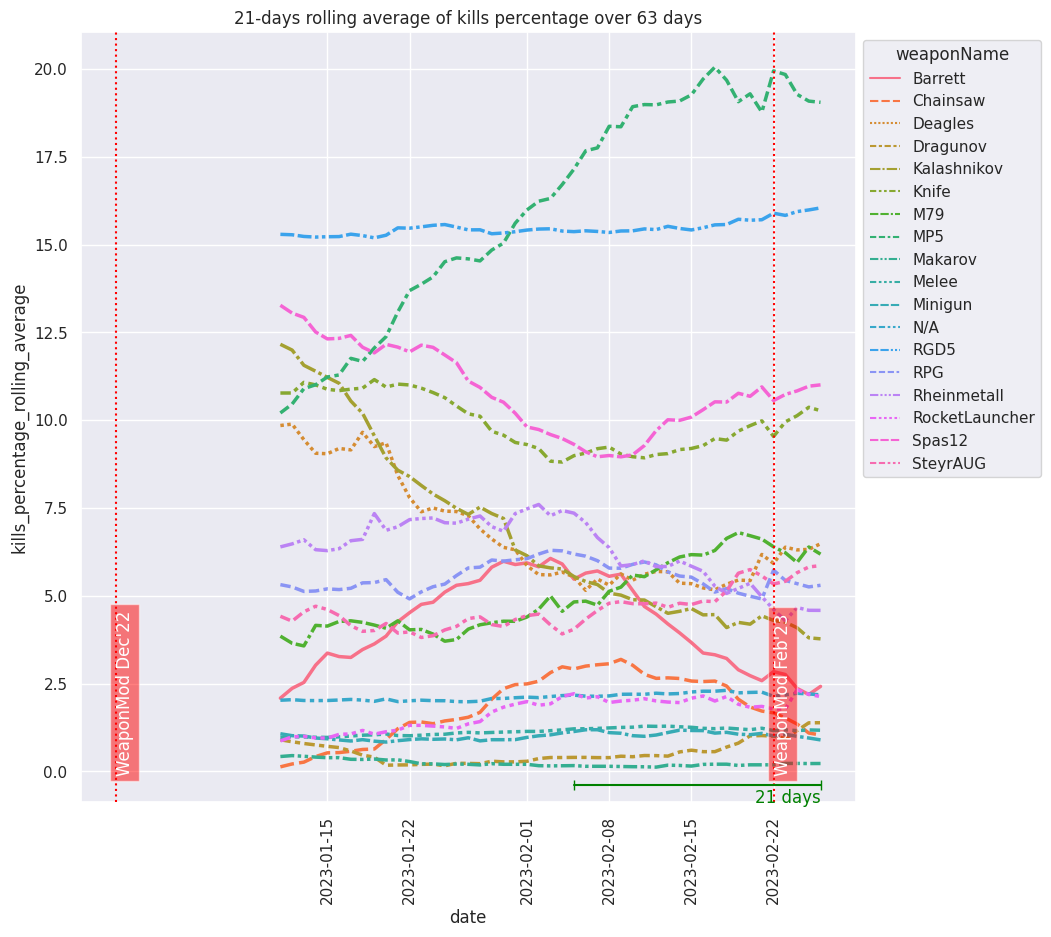 21-days rolling average of kills percentage over 63 days
kills_percentage_rolling_average
20.0
17.5
15.0
12.5
10.0
7.5
5.0
2.5
0.0
WeaponMod Dec'22
WeaponMod Feb'23
21 days
2023-01-15
2023-01-22
2023-02-01
2023-02-08
2023-02-15
2023-02-22
date
weaponName
Barrett
Chainsaw
Deagles
Dragunov
Kalashnikov
Knife
M79
MP5
Makarov
Melee
Minigun
N/A
RGD5
RPG
Rheinmetall
RocketLauncher
Spas12
SteyrAUG